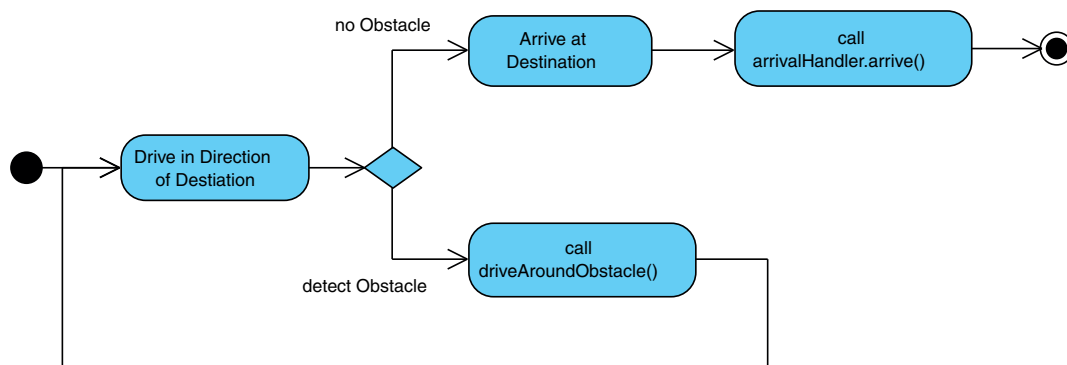 no Obstacle
Arrive at
Destination
call
arrivalHandler.arrive()
Drive in Direction
of Destiation
call
driveAroundObstacle()
detect Obstacle